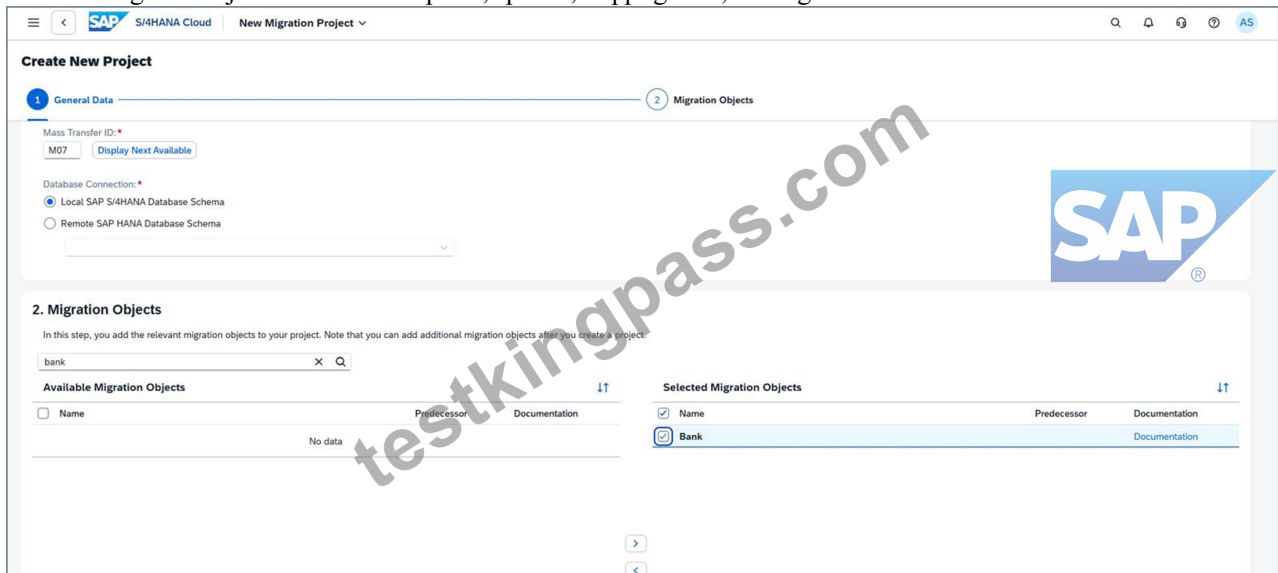 SAP S/4HANA Cloud New Migration Project AS
Create New Project
1 General Data 2 Migration Objects
Mass Transfer ID:*
M07 Display Next Available
Database Connection:*
Local SAP S/4HANA Database Schema
Remote SAP HANA Database Schema
SAP ®
2. Migration Objects
In this step, you add the relevant migration objects to your project. Note that you can add additional migration objects after you create a project.
bank
Available Migration Objects Selected Migration Objects
Name Predecessor Documentation Name Predecessor Documentation
No data Bank Documentation
testkingpass.com